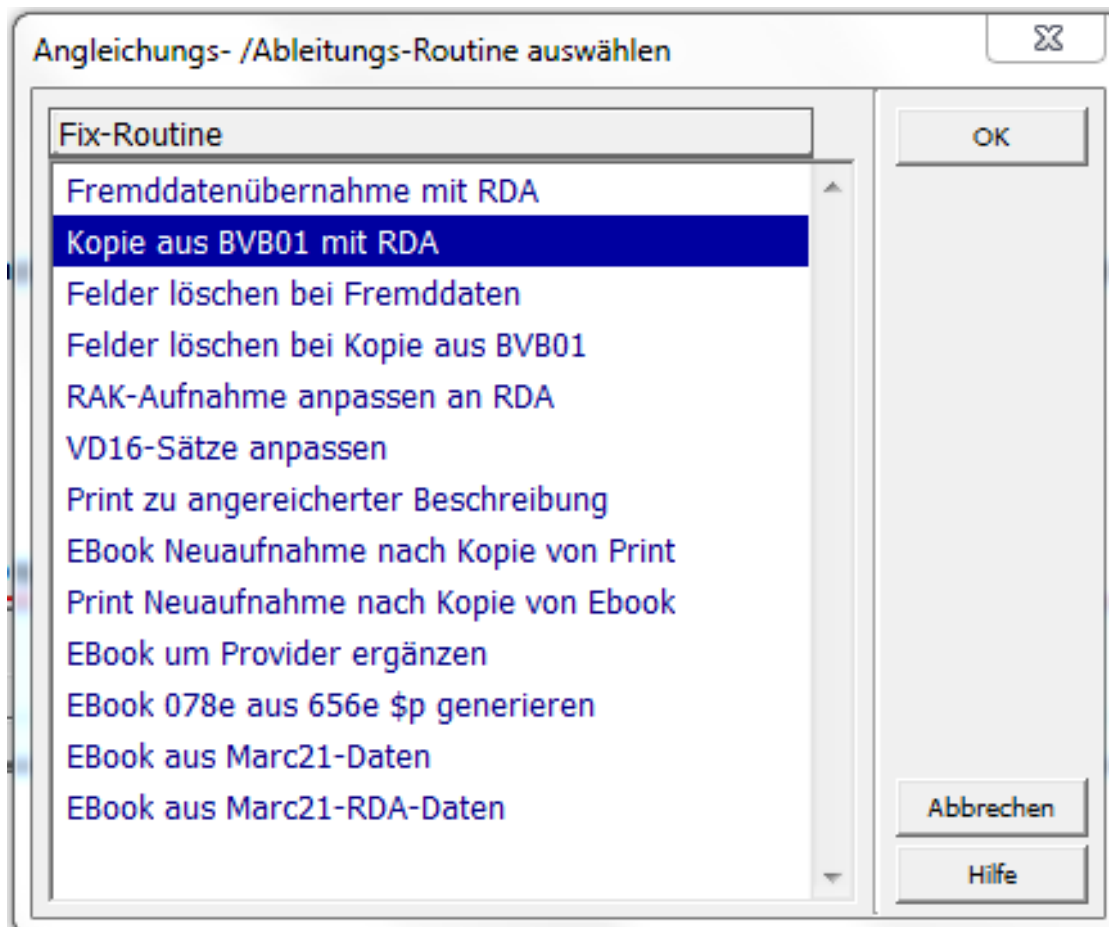 Angleichungs- /Ableitungs-Routine auswählen
Fix-Routine
OK
Fremddatenübernahme mit RDA
Kopie aus BVB01 mit RDA
Felder löschen bei Fremddaten
Felder löschen bei Kopie aus BVB01
RAK-Aufnahme anpassen an RDA
VD16-Sätze anpassen
Print zu angereicherter Beschreibung
EBook Neuaufnahme nach Kopie von Print
Print Neuaufnahme nach Kopie von Ebook
EBook um Provider ergänzen
EBook 078e aus 656e $p generieren
EBook aus Marc21-Daten
EBook aus Marc21-RDA-Daten
Abbrechen
Hilfe